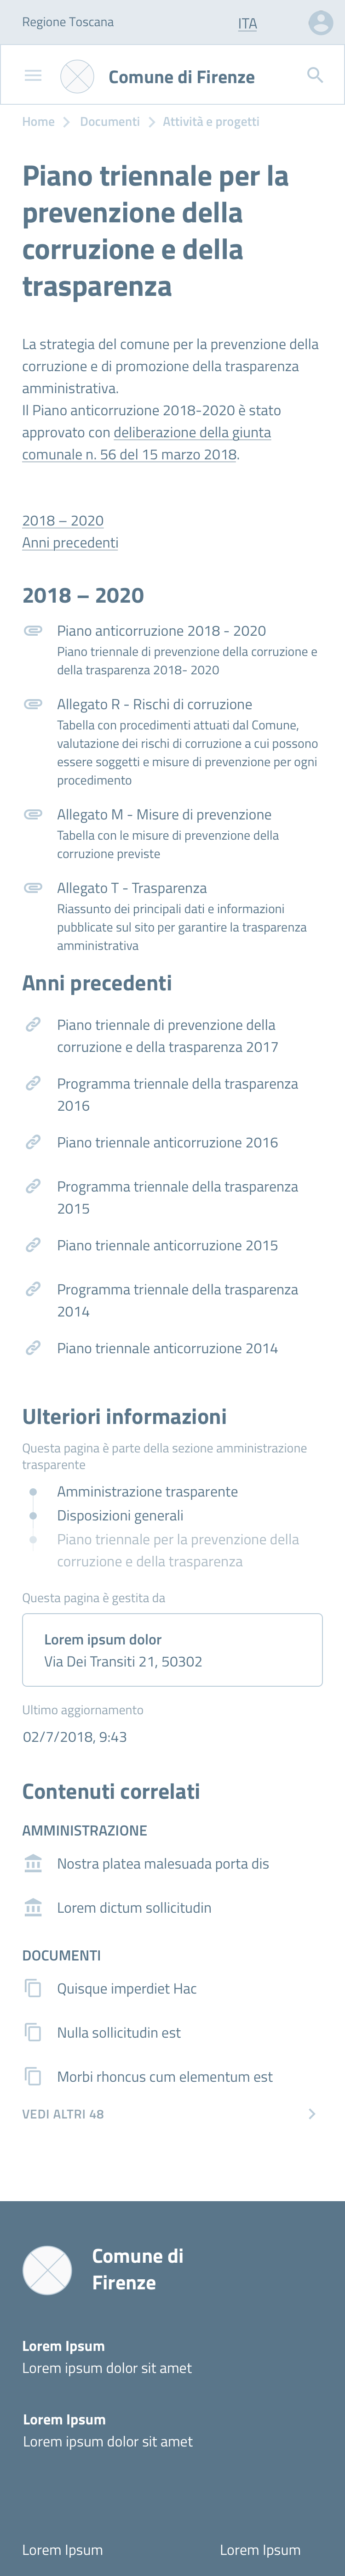 Regione Toscana
ITA
Comune di Firenze
Home Documenti Attività e progetti
Piano triennale per la
prevenzione della
corruzione e della
trasparenza
La strategia del comune per la prevenzione della
corruzione e di promozione della trasparenza
amministrativa.
Il Piano anticorruzione 2018-2020 è stato
approvato con deliberazione della giunta
comunale n. 56 del 15 marzo 2018.
2018 – 2020
Anni precedenti
2018 – 2020
Piano anticorruzione 2018 - 2020
Piano triennale di prevenzione della corruzione e
della trasparenza 2018- 2020
Allegato R - Rischi di corruzione
Tabella con procedimenti attuati dal Comune,
valutazione dei rischi di corruzione a cui possono
essere soggetti e misure di prevenzione per ogni
procedimento
Allegato M - Misure di prevenzione
Tabella con le misure di prevenzione della
corruzione previste
Allegato T - Trasparenza
Riassunto dei principali dati e informazioni
pubblicate sul sito per garantire la trasparenza
amministrativa
Anni precedenti
Piano triennale di prevenzione della
corruzione e della trasparenza 2017
Programma triennale della trasparenza
2016
Piano triennale anticorruzione 2016
Programma triennale della trasparenza
2015
Piano triennale anticorruzione 2015
Programma triennale della trasparenza
2014
Piano triennale anticorruzione 2014
Ulteriori informazioni
Questa pagina è parte della sezione amministrazione
trasparente
Amministrazione trasparente
Disposizioni generali
Piano triennale per la prevenzione della
corruzione e della trasparenza
Questa pagina è gestita da
Lorem ipsum dolor
Via Dei Transiti 21, 50302
Ultimo aggiornamento
02/7/2018, 9:43
Contenuti correlati
AMMINISTRAZIONE
Nostra platea malesuada porta dis
Lorem dictum sollicitudin
DOCUMENTI
Quisque imperdiet Hac
Nulla sollicitudin est
Morbi rhoncus cum elementum est
VEDI ALTRI 48
Comune di
Firenze
Lorem Ipsum
Lorem ipsum dolor sit amet
Lorem Ipsum
Lorem ipsum dolor sit amet
Lorem Ipsum Lorem Ipsum